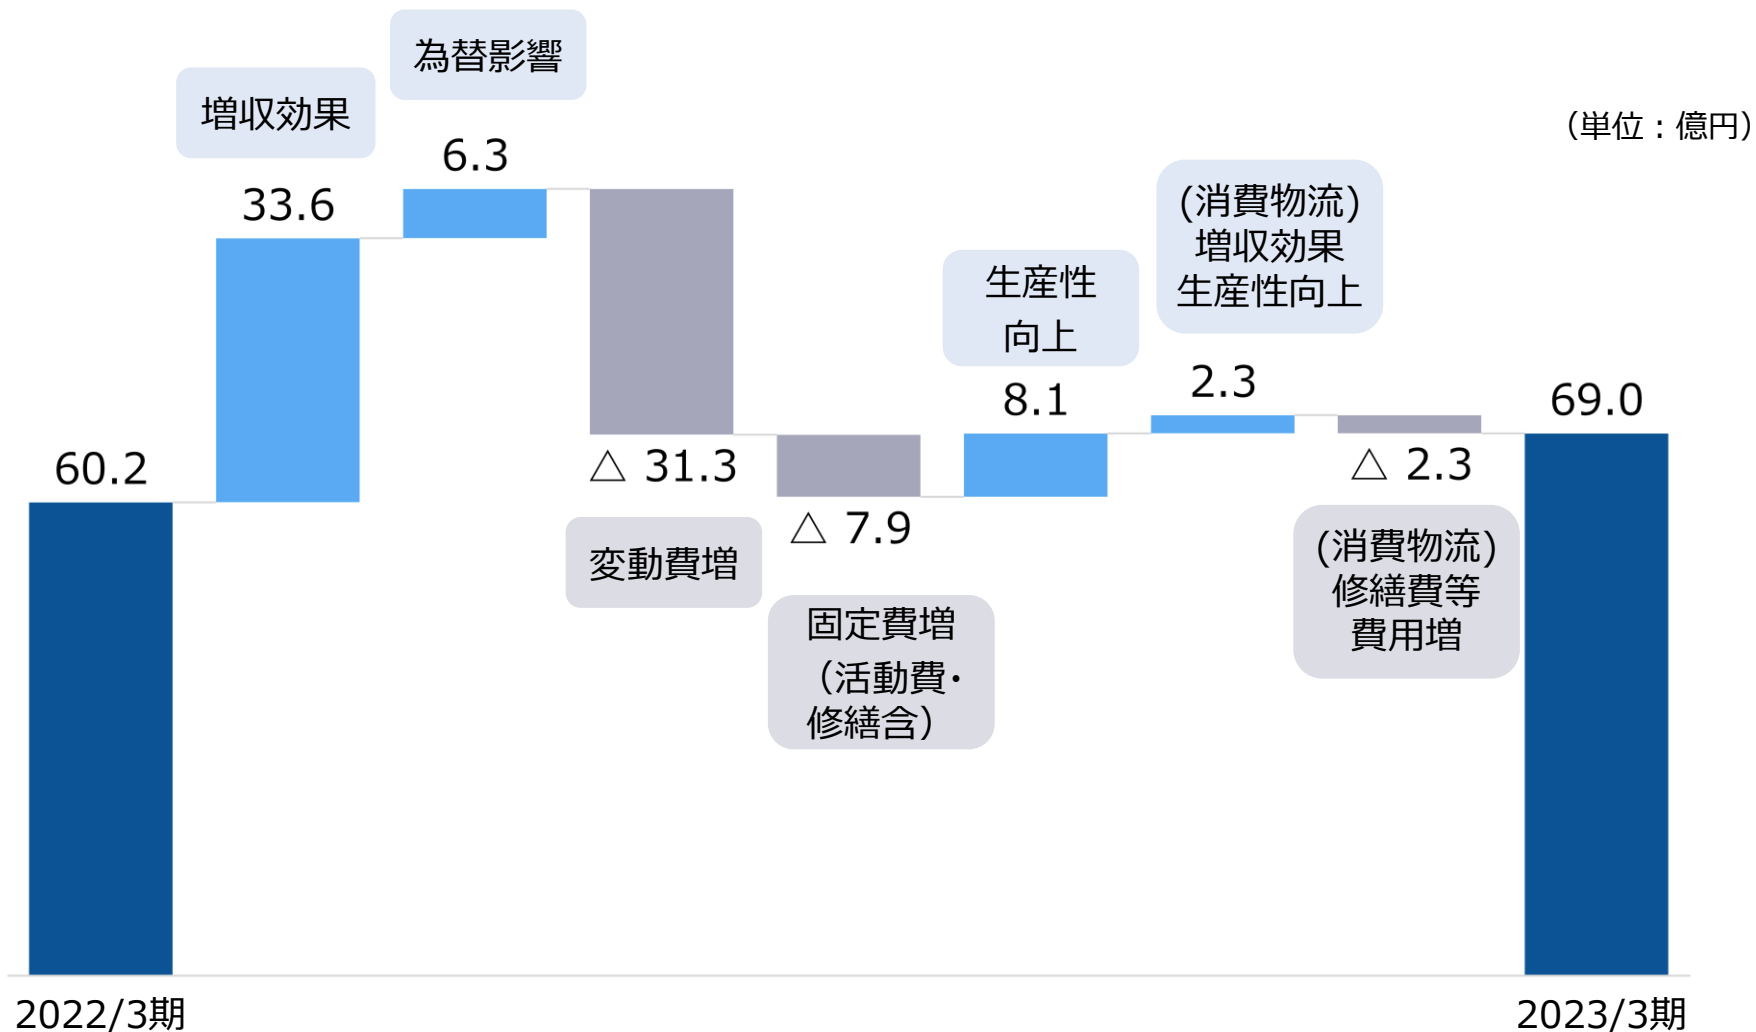 為替影響
増収効果
(単位：億円)
6.3
33.6
(消費物流)
増収効果
生産性向上
生産性
向上
2.3
8.1
69.0
60.2
△ 31.3
△ 2.3
△ 7.9
変動費増
(消費物流)
修繕費等
費用増
固定費増
（活動費・
修繕含）
2022/3期
2023/3期